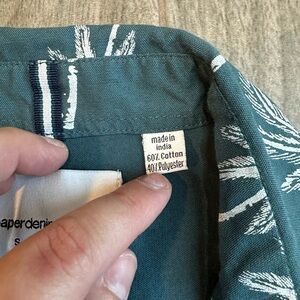 made in
india
60% Cotton
40% Polyester
aperdenim
S